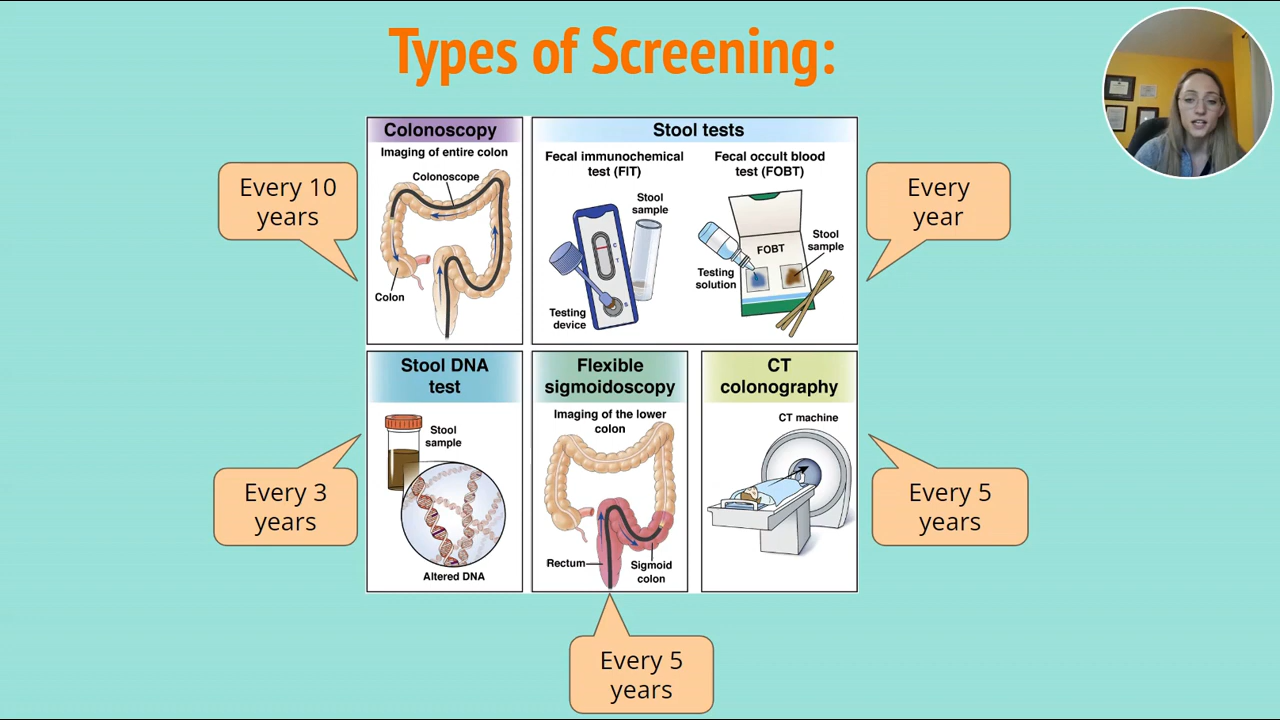 Types of Screening:
Colonoscopy
Imaging of entire colon
Colonoscope
Colon
Every 10
years
Stool tests
Fecal immunochemical
test (FIT)
Stool
sample
Testing
device
Fecal occult blood
test (FOBT)
FOBT
Stool
sample
Testing
solution
Every
year
Stool DNA
test
Stool
sample
Altered DNA
Every 3
years
Flexible
sigmoidoscopy
Imaging of the lower
colon
Rectum
Sigmoid
colon
Every 5
years
CT
colonography
CT machine
Every 5
years